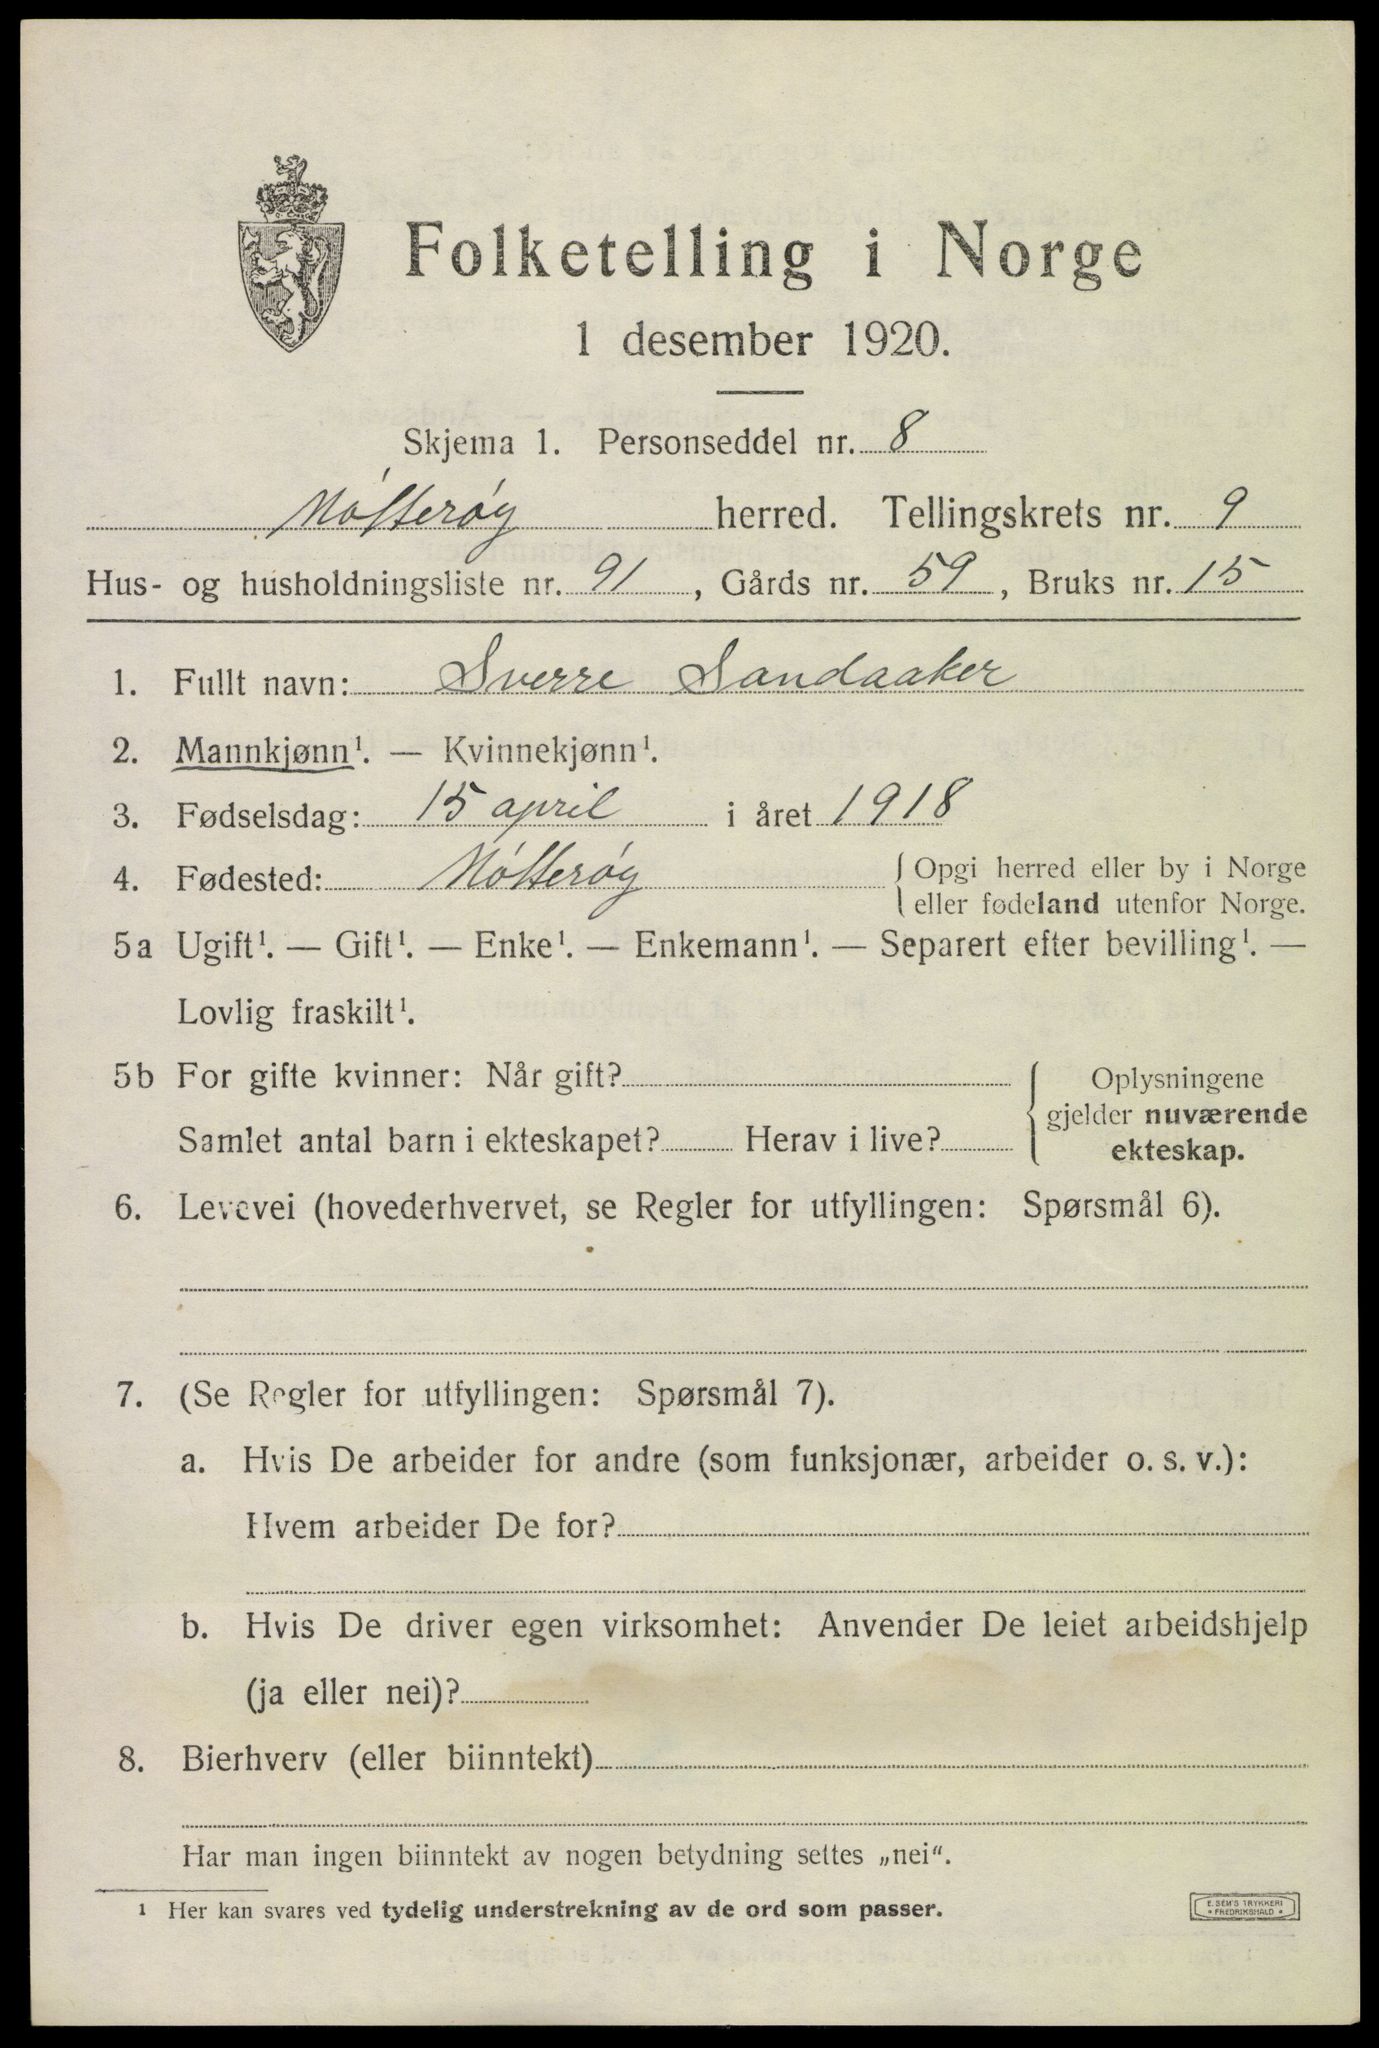 Folketelling i Norge
1 desember 1920.
Skjema 1. Personseddel nr. 8
Nøtterøy herred. Tellingskrets nr. 9
Hus- og husholdningsliste nr. 91, Gårds nr. 59, Bruks nr. 15
1. Fullt navn: Sverre Sandaaker
2. Mannkjønn¹. — Kvinnekjønn¹.
3. Fødselsdag: 15 april i året 1918
4. Fødested: Nøtterøy { Opgi herred eller by i Norge
eller fødeland utenfor Norge.
5a Ugift¹. — Gift¹. — Enke¹. — Enkemann¹. — Separert efter bevilling¹. —
Lovlig fraskilt¹.
5b For gifte kvinner: Når gift?
Samlet antal barn i ekteskapet? Herav i live?
Oplysningene
gjelder nuværende
ekteskap.
6. Levevei (hovederhvervet, se Regler for utfyllingen: Spørsmål 6).
7. (Se Regler for utfyllingen: Spørsmål 7).
a. Hvis De arbeider for andre (som funksjonær, arbeider o. s. v.):
Hvem arbeider De for?
b. Hvis De driver egen virksomhet: Anvender De leiet arbeidshjelp
(ja eller nei)?
8. Bierhverv (eller biinntekt)
Har man ingen biinntekt av nogen betydning settes „nei“.
¹ Her kan svares ved tydelig understrekning av de ord som passer.
E. SEM'S TRYKKERI
• FREDRIKSHALD •